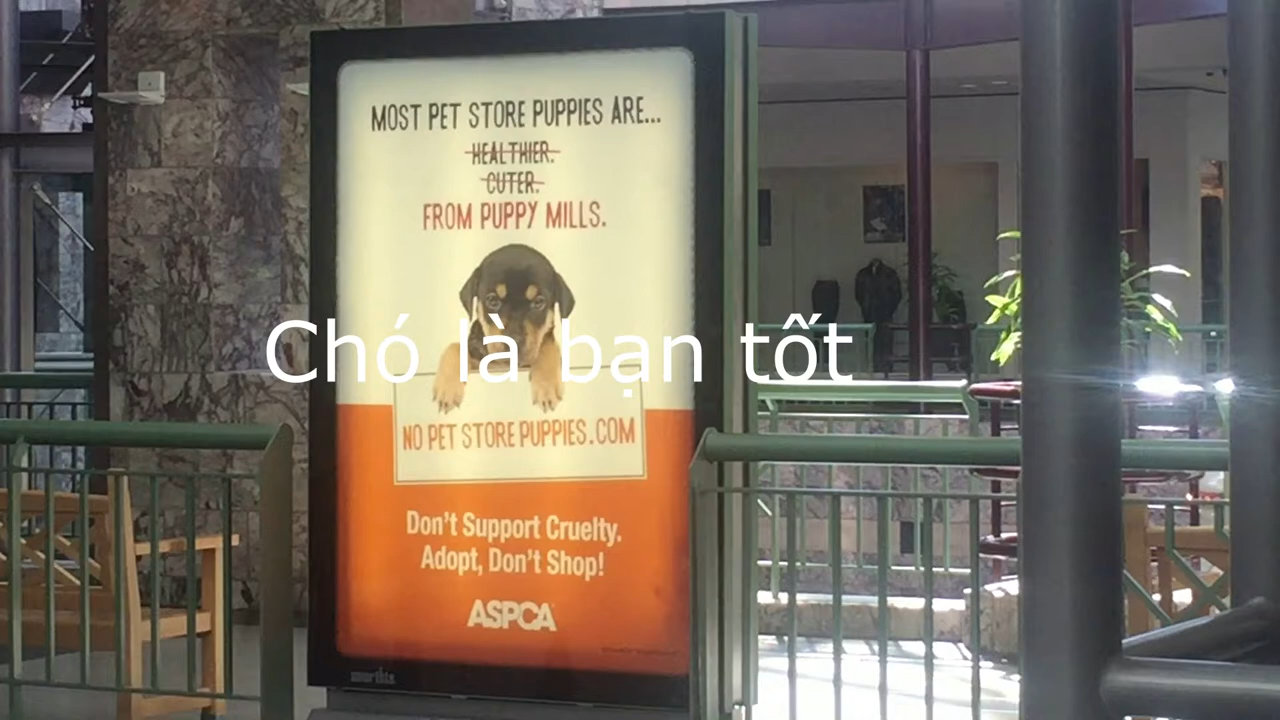 MOST PET STORE PUPPIES ARE...
HEALTHIER.
CUTER.
FROM PUPPY MILLS.
Chó là bạn tốt
NO PET STORE PUPPIES.COM
Don't Support Cruelty.
Adopt, Don't Shop!
ASPCA